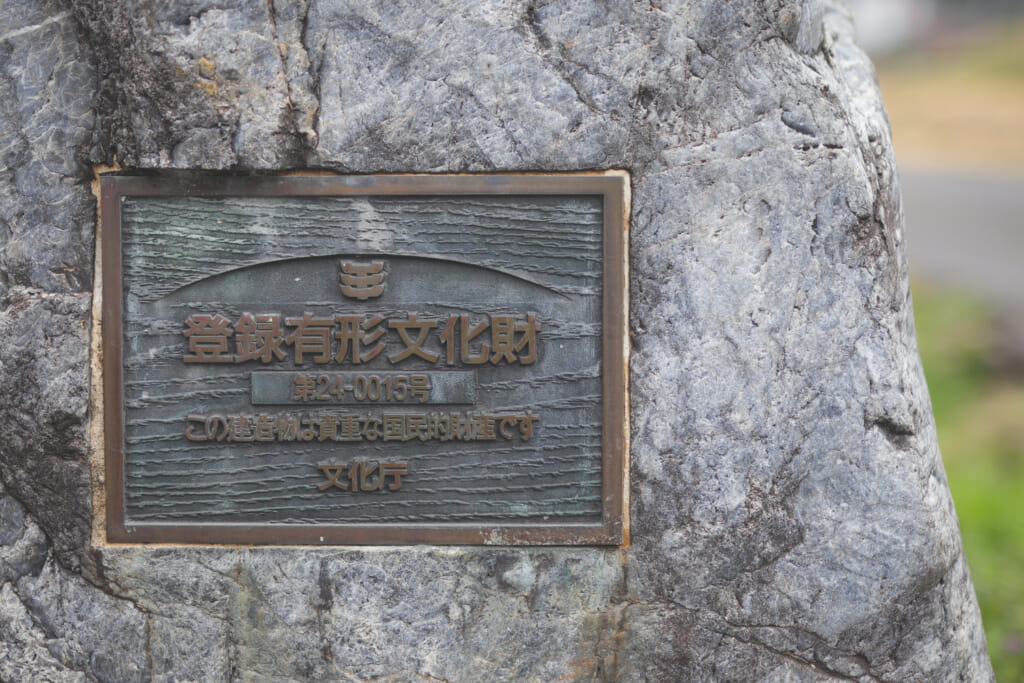 登録有形文化財
第24-0015号
この建造物は貴重な国民的財産です
文化庁